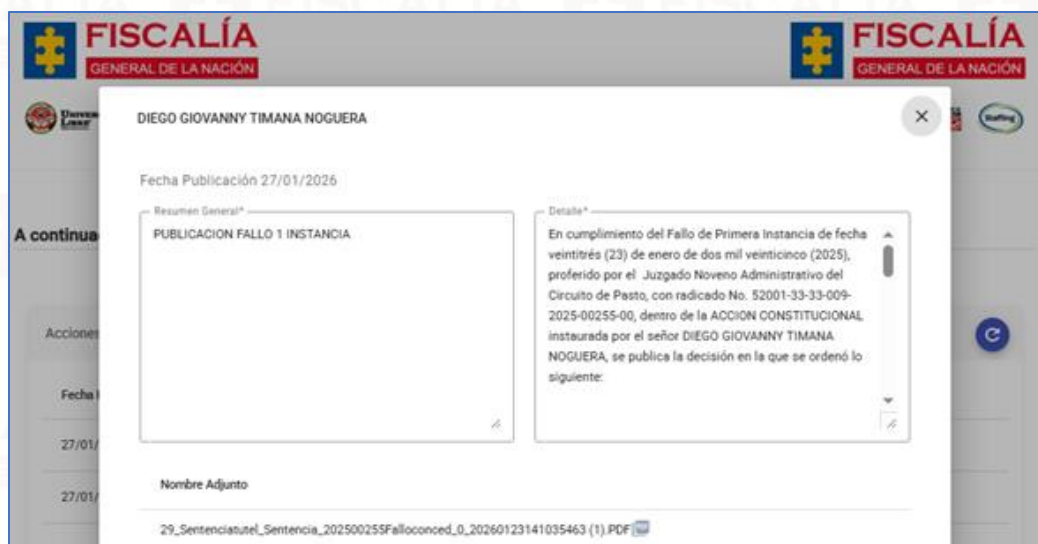 FISCALÍA
GENERAL DE LA NACIÓN
FISCALÍA
GENERAL DE LA NACIÓN
DIEGO GIOVANNY TIMANA NOGUERA
Fecha Publicación 27/01/2026
Resumen General*
PUBLICACION FALLO 1 INSTANCIA
Detalle*
En cumplimiento del Fallo de Primera Instancia de fecha
veintitrés (23) de enero de dos mil veinticinco (2025),
proferido por el Juzgado Noveno Administrativo del
Circuito de Pasto, con radicado No. 52001-33-33-009-
2025-00255-00, dentro de la ACCION CONSTITUCIONAL
instaurada por el señor DIEGO GIOVANNY TIMANA
NOGUERA, se publica la decisión en la que se ordenó lo
siguiente:
A continua
Acciones
Fecha
27/01/
27/01/
Nombre Adjunto
29_Sentenciatutel_Sentencia_202500255Falloconced_0_20260123141035463 (1).PDF